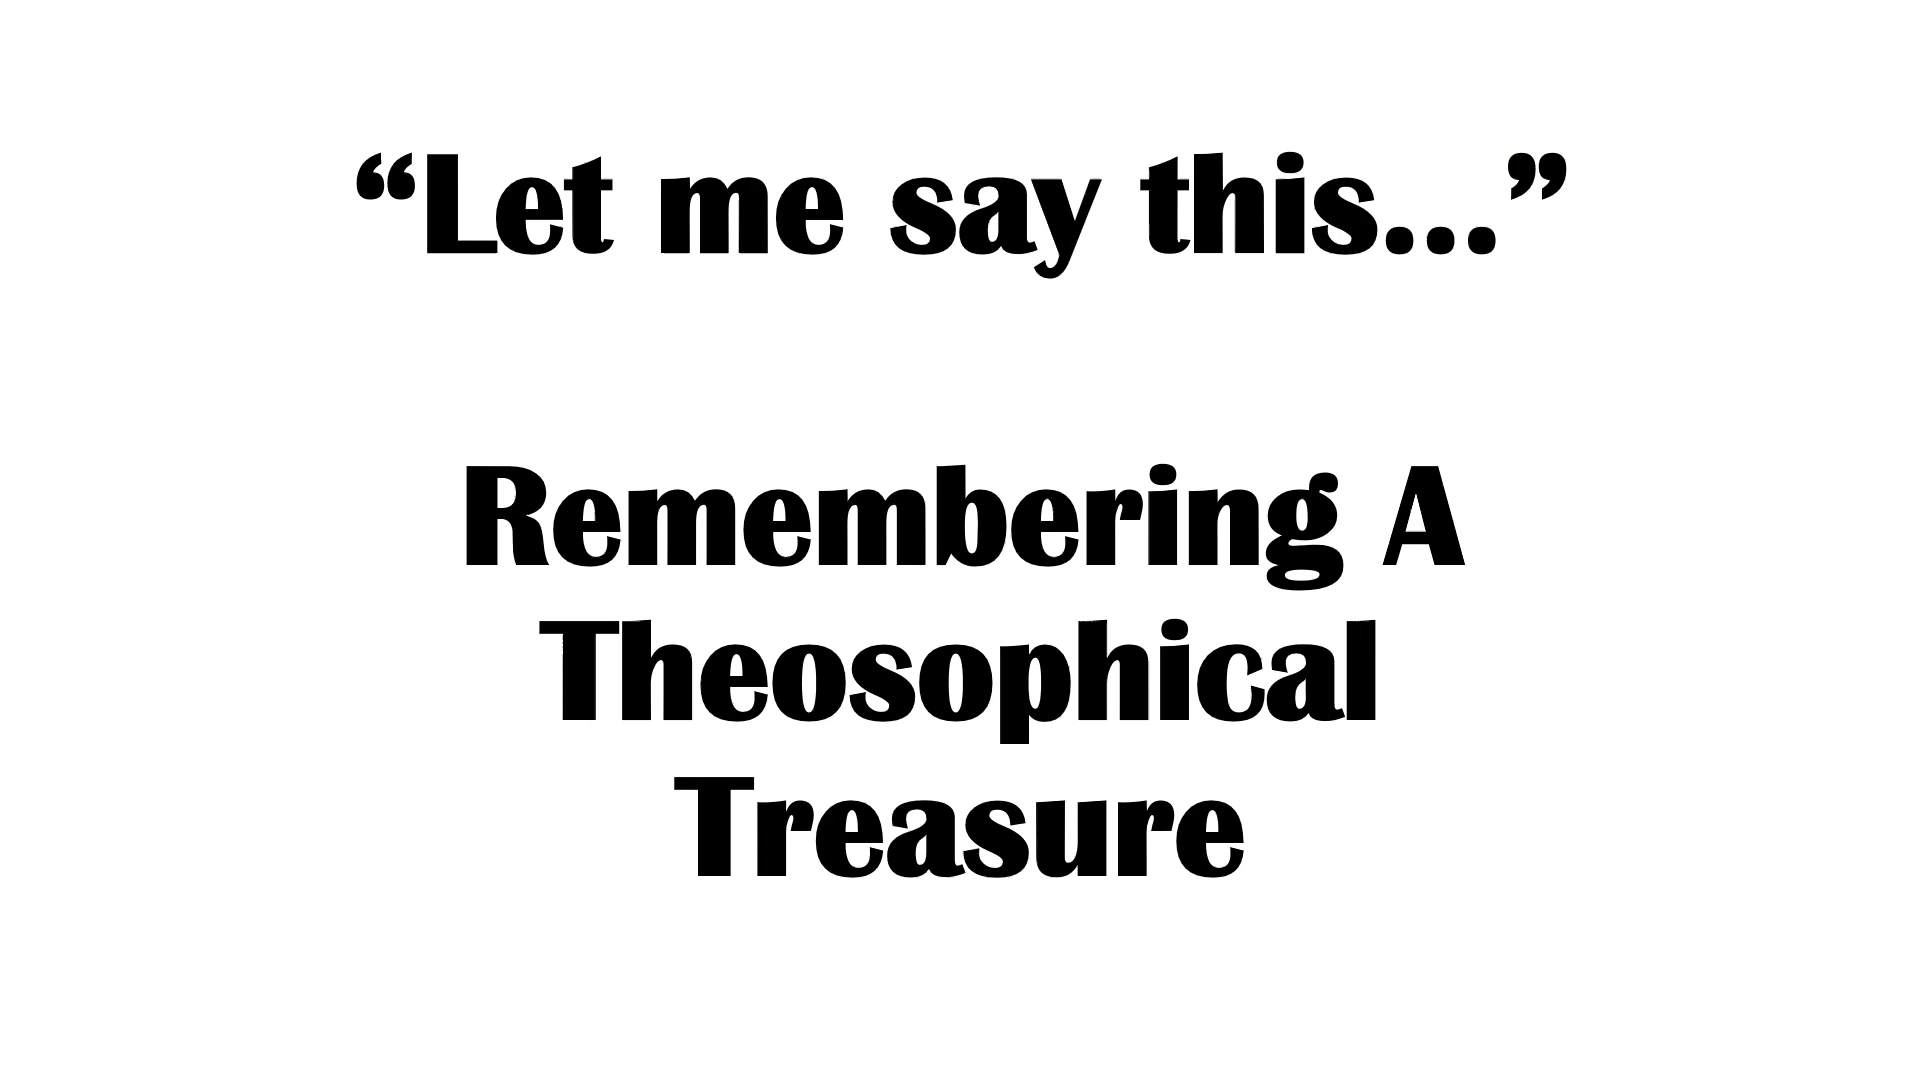 “Let me say this...”
Remembering A
Theosophical
Treasure